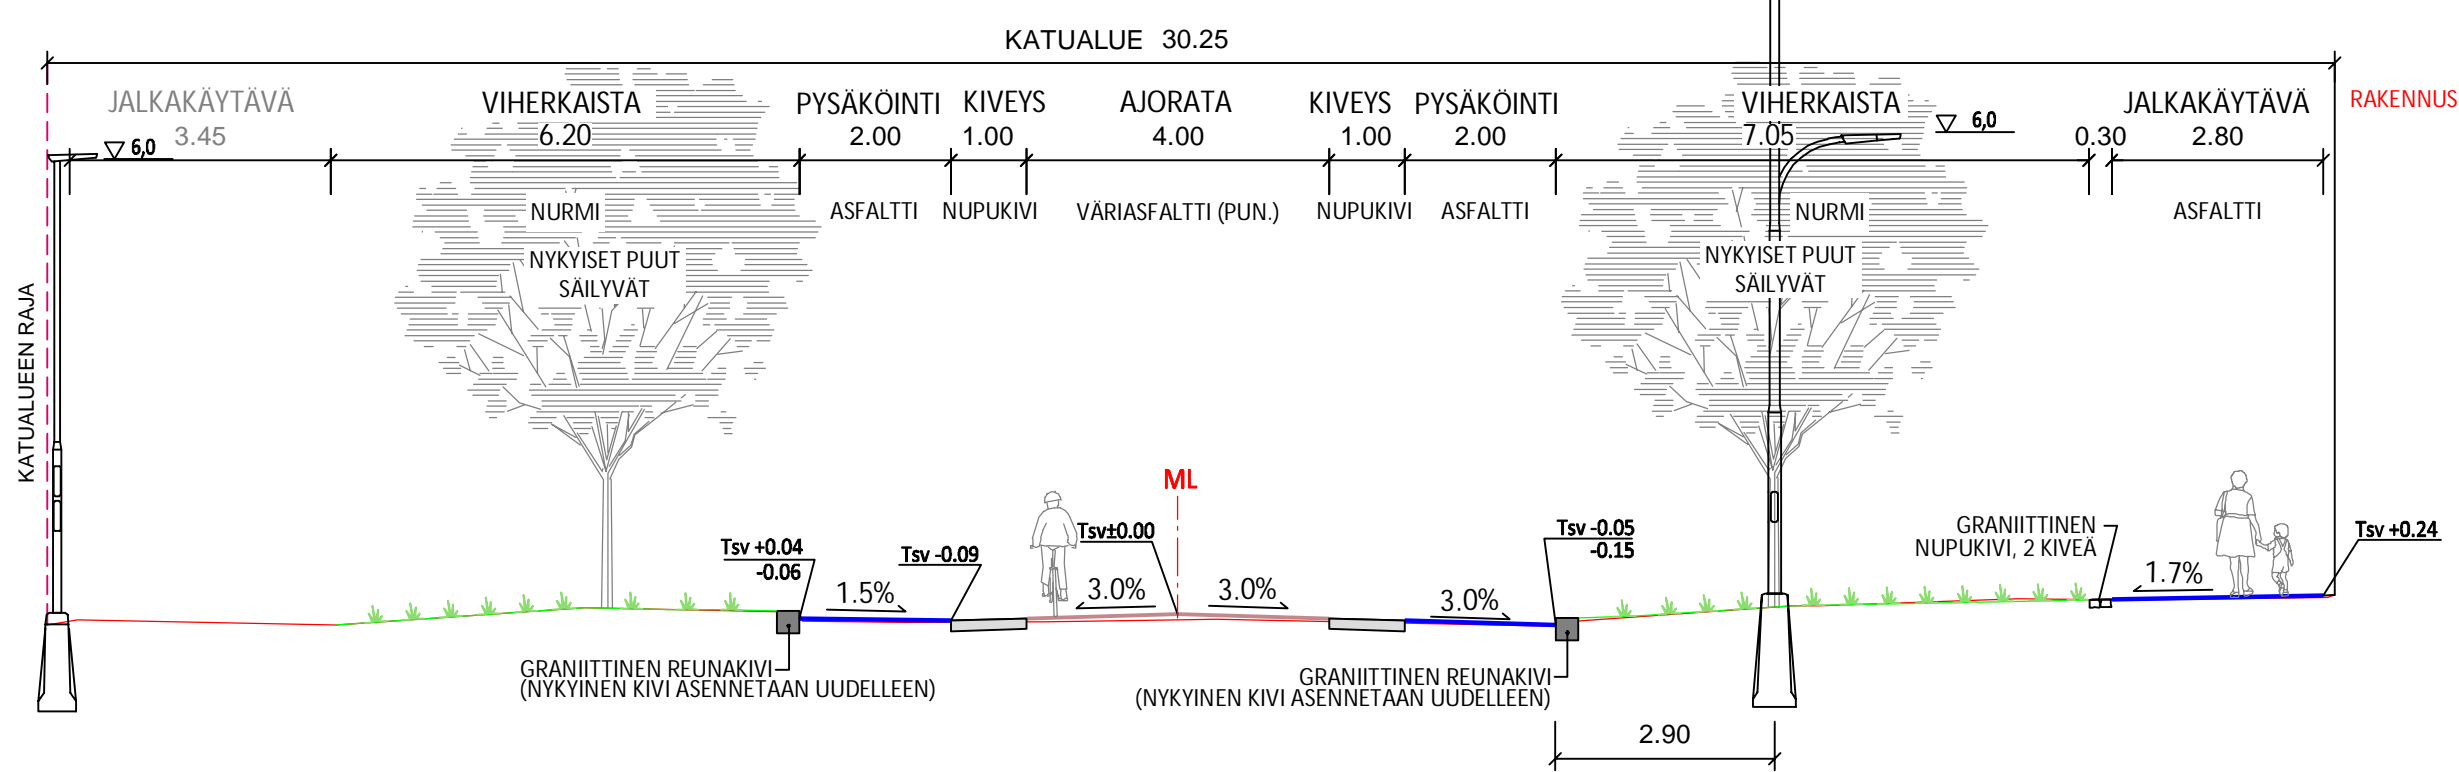 KATUALUE 30.25
JALKAKÄYTÄVÄ
3.45
VIHERKAISTA
6.20
PYSÄKÖINTI
2.00
KIVEYS
1.00
AJORATA
4.00
KIVEYS
1.00
PYSÄKÖINTI
2.00
VIHERKAISTA
7.05
0.30
JALKAKÄYTÄVÄ
2.80
RAKENNUS
6,0
6,0
NURMI
ASFALTTI
NUPUKIVI
VÄRIASFALTTI (PUN.)
NUPUKIVI
ASFALTTI
NURMI
ASFALTTI
NYKYISET PUUT
SÄILYVÄT
NYKYISET PUUT
SÄILYVÄT
KATUALUEEN RAJA
ML
Tsv +0.04
-0.06
Tsv -0.09
Tsv±0.00
Tsv -0.05
-0.15
GRANIITTINEN
NUPUKIVI, 2 KIVEÄ
Tsv +0.24
1.5%
3.0%
3.0%
3.0%
1.7%
GRANIITTINEN REUNAKIVI
(NYKYINEN KIVI ASENNETAAN UUDELLEEN)
GRANIITTINEN REUNAKIVI
(NYKYINEN KIVI ASENNETAAN UUDELLEEN)
2.90